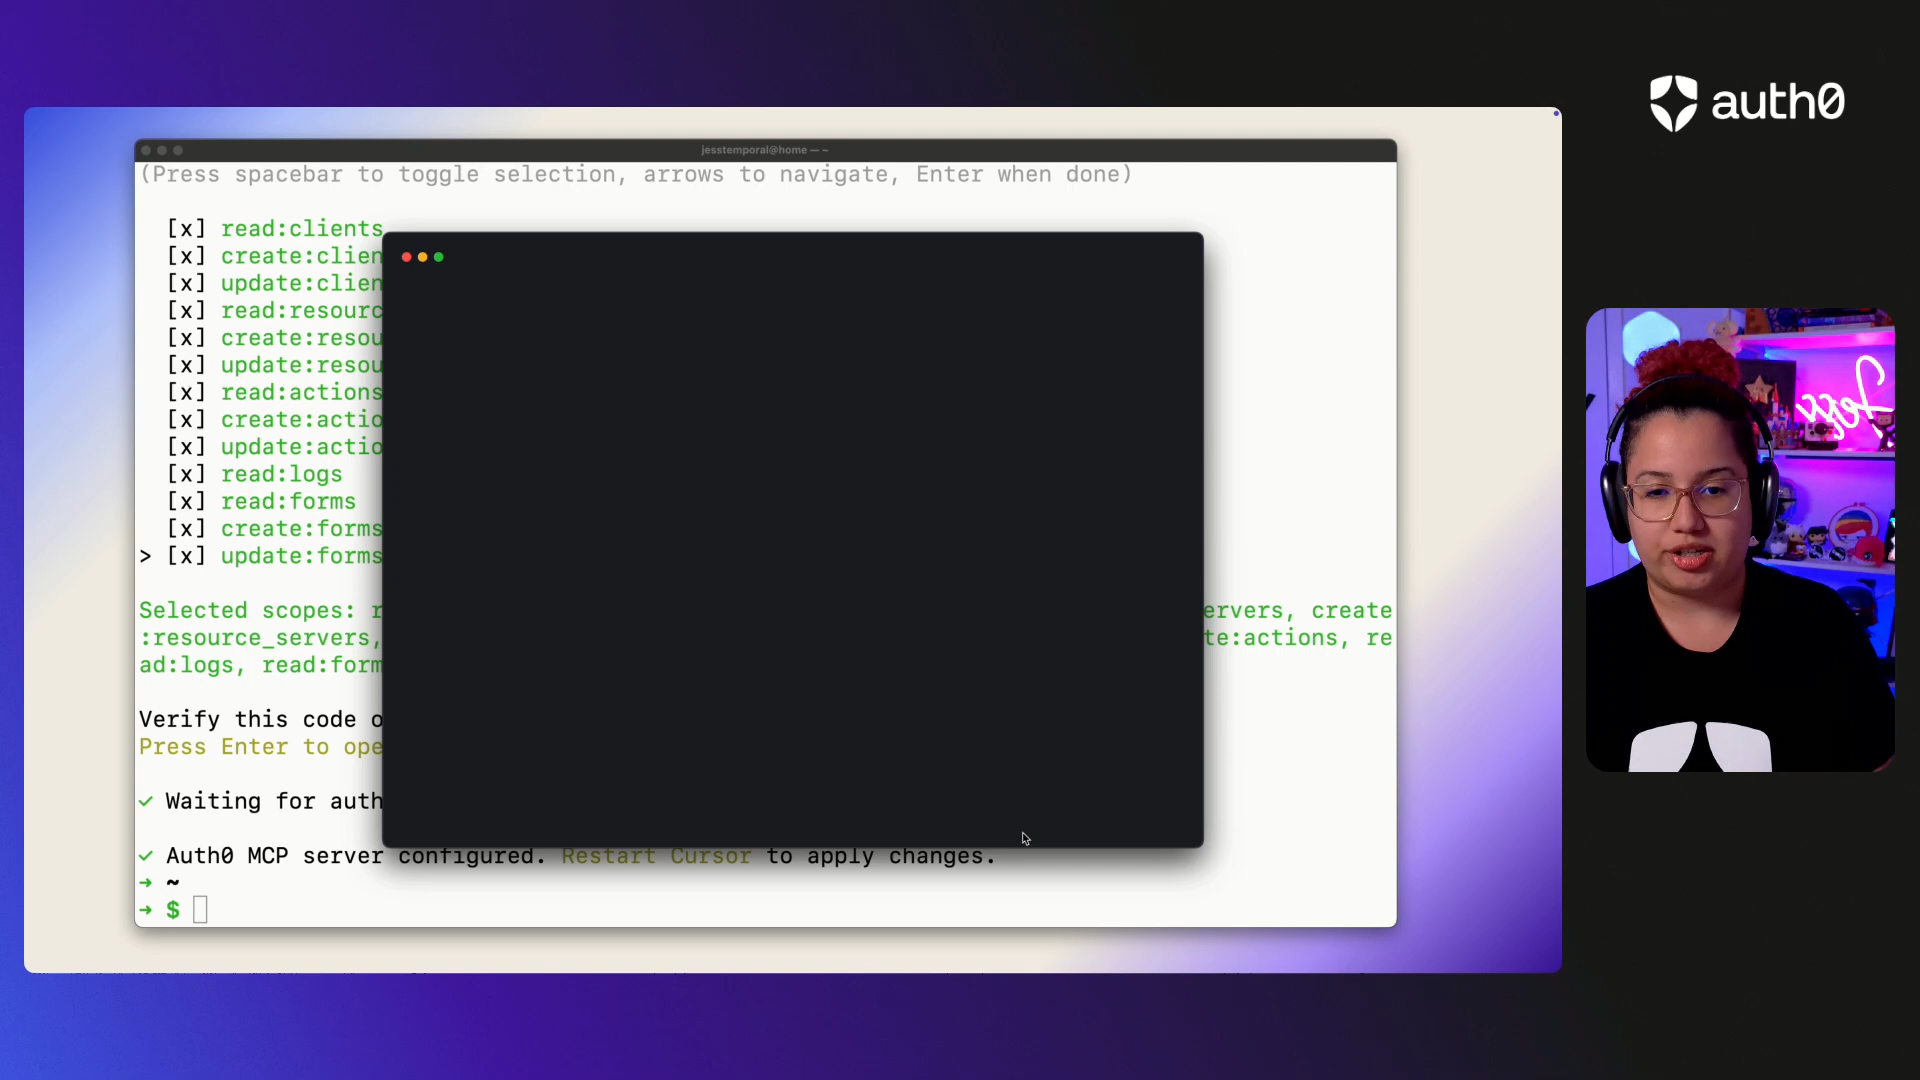 auth0
jesstemporal@home — ~
(Press spacebar to toggle selection, arrows to navigate, Enter when done)
[x] read:clients
[x] create:clien
[x] update:clien
[x] read:resourc
[x] create:resou
[x] update:resou
[x] read:actions
[x] create:actio
[x] update:actio
[x] read:logs
[x] read:forms
[x] create:forms
> [x] update:forms
Selected scopes: r ervers, create
:resource_servers, te:actions, re
ad:logs, read:form
Verify this code o
Press Enter to ope
✓ Waiting for auth
✓ Auth0 MCP server configured. Restart Cursor to apply changes.
→ ~
→ $
Jess